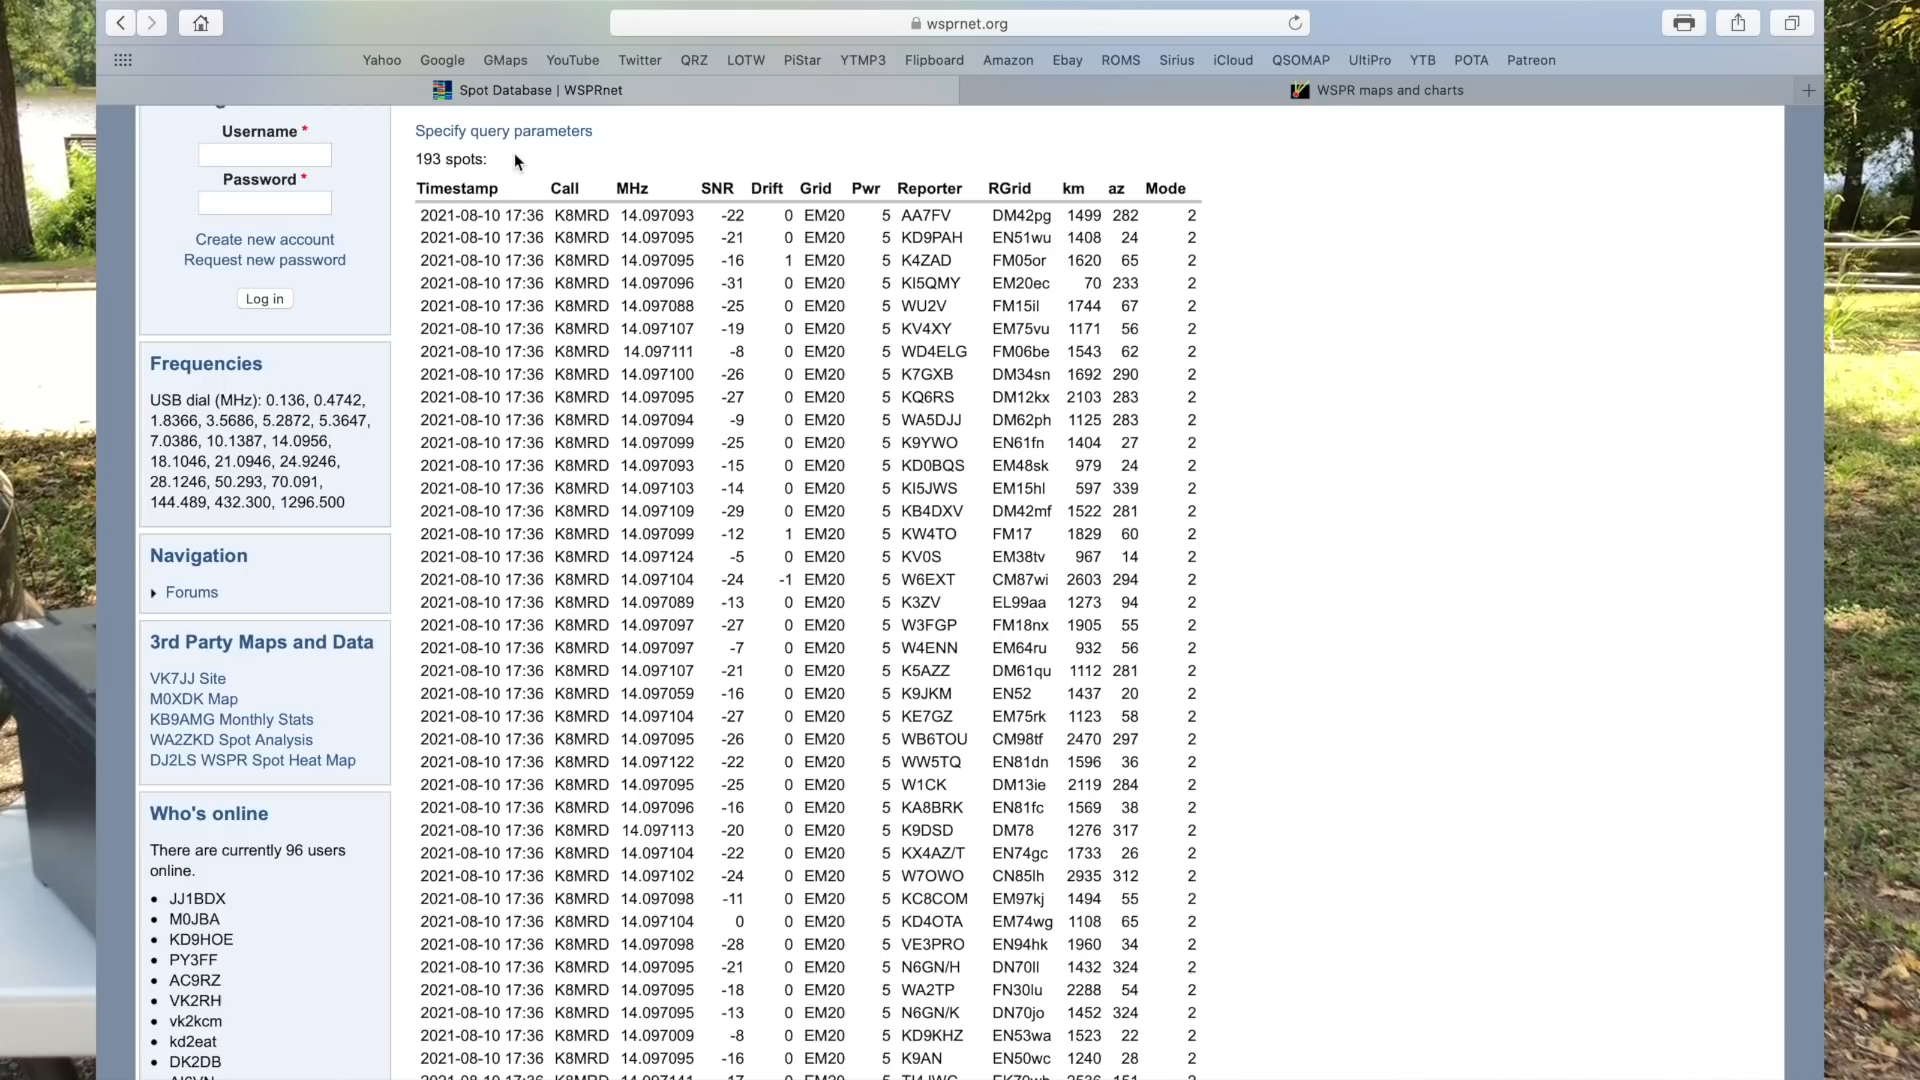 wsprnet.org
Yahoo Google GMaps YouTube Twitter QRZ LOTW PiStar YTMP3 Flipboard Amazon Ebay ROMS Sirius iCloud QSOMAP UltiPro YTB POTA Patreon
Spot Database | WSPRnet
WSPR maps and charts
Username *
Password *
Create new account
Request new password
Log in
Frequencies
USB dial (MHz): 0.136, 0.4742,
1.8366, 3.5686, 5.2872, 5.3647,
7.0386, 10.1387, 14.0956,
18.1046, 21.0946, 24.9246,
28.1246, 50.293, 70.091,
144.489, 432.300, 1296.500
Navigation
Forums
3rd Party Maps and Data
VK7JJ Site
M0XDK Map
KB9AMG Monthly Stats
WA2ZKD Spot Analysis
DJ2LS WSPR Spot Heat Map
Who's online
There are currently 96 users
online.
JJ1BDX
M0JBA
KD9HOE
PY3FF
AC9RZ
VK2RH
vk2kcm
kd2eat
DK2DB
Specify query parameters
193 spots:
Timestamp Call MHz SNR Drift Grid Pwr Reporter RGrid km az Mode
2021-08-10 17:36 K8MRD 14.097093 -22 0 EM20 5 AA7FV DM42pg 1499 282 2
2021-08-10 17:36 K8MRD 14.097095 -21 0 EM20 5 KD9PAH EN51wu 1408 24 2
2021-08-10 17:36 K8MRD 14.097095 -16 1 EM20 5 K4ZAD FM05or 1620 65 2
2021-08-10 17:36 K8MRD 14.097096 -31 0 EM20 5 KI5QMY EM20ec 70 233 2
2021-08-10 17:36 K8MRD 14.097088 -25 0 EM20 5 WU2V FM15il 1744 67 2
2021-08-10 17:36 K8MRD 14.097107 -19 0 EM20 5 KV4XY EM75vu 1171 56 2
2021-08-10 17:36 K8MRD 14.097111 -8 0 EM20 5 WD4ELG FM06be 1543 62 2
2021-08-10 17:36 K8MRD 14.097100 -26 0 EM20 5 K7GXB DM34sn 1692 290 2
2021-08-10 17:36 K8MRD 14.097095 -27 0 EM20 5 KQ6RS DM12kx 2103 283 2
2021-08-10 17:36 K8MRD 14.097094 -9 0 EM20 5 WA5DJJ DM62ph 1125 283 2
2021-08-10 17:36 K8MRD 14.097099 -25 0 EM20 5 K9YWO EN61fn 1404 27 2
2021-08-10 17:36 K8MRD 14.097093 -15 0 EM20 5 KD0BQS EM48sk 979 24 2
2021-08-10 17:36 K8MRD 14.097103 -14 0 EM20 5 KI5JWS EM15hl 597 339 2
2021-08-10 17:36 K8MRD 14.097109 -29 0 EM20 5 KB4DXV DM42mf 1522 281 2
2021-08-10 17:36 K8MRD 14.097099 -12 1 EM20 5 KW4TO FM17 1829 60 2
2021-08-10 17:36 K8MRD 14.097124 -5 0 EM20 5 KV0S EM38tv 967 14 2
2021-08-10 17:36 K8MRD 14.097104 -24 -1 EM20 5 W6EXT CM87wi 2603 294 2
2021-08-10 17:36 K8MRD 14.097089 -13 0 EM20 5 K3ZV EL99aa 1273 94 2
2021-08-10 17:36 K8MRD 14.097097 -27 0 EM20 5 W3FGP FM18nx 1905 55 2
2021-08-10 17:36 K8MRD 14.097097 -7 0 EM20 5 W4ENN EM64ru 932 56 2
2021-08-10 17:36 K8MRD 14.097107 -21 0 EM20 5 K5AZZ DM61qu 1112 281 2
2021-08-10 17:36 K8MRD 14.097059 -16 0 EM20 5 K9JKM EN52 1437 20 2
2021-08-10 17:36 K8MRD 14.097104 -27 0 EM20 5 KE7GZ EM75rk 1123 58 2
2021-08-10 17:36 K8MRD 14.097095 -26 0 EM20 5 WB6TOU CM98tf 2470 297 2
2021-08-10 17:36 K8MRD 14.097122 -22 0 EM20 5 WW5TQ EN81dn 1596 36 2
2021-08-10 17:36 K8MRD 14.097095 -25 0 EM20 5 W1CK DM13ie 2119 284 2
2021-08-10 17:36 K8MRD 14.097096 -16 0 EM20 5 KA8BRK EN81fc 1569 38 2
2021-08-10 17:36 K8MRD 14.097113 -20 0 EM20 5 K9DSD DM78 1276 317 2
2021-08-10 17:36 K8MRD 14.097104 -22 0 EM20 5 KX4AZ/T EN74gc 1733 26 2
2021-08-10 17:36 K8MRD 14.097102 -24 0 EM20 5 W7OWO CN85lh 2935 312 2
2021-08-10 17:36 K8MRD 14.097098 -11 0 EM20 5 KC8COM EM97kj 1494 55 2
2021-08-10 17:36 K8MRD 14.097104 0 0 EM20 5 KD4OTA EM74wg 1108 65 2
2021-08-10 17:36 K8MRD 14.097098 -28 0 EM20 5 VE3PRO EN94hk 1960 34 2
2021-08-10 17:36 K8MRD 14.097095 -21 0 EM20 5 N6GN/H DN70ll 1432 324 2
2021-08-10 17:36 K8MRD 14.097095 -18 0 EM20 5 WA2TP FN30lu 2288 54 2
2021-08-10 17:36 K8MRD 14.097095 -13 0 EM20 5 N6GN/K DN70jo 1452 324 2
2021-08-10 17:36 K8MRD 14.097009 -8 0 EM20 5 KD9KHZ EN53wa 1523 22 2
2021-08-10 17:36 K8MRD 14.097095 -16 0 EM20 5 K9AN EN50wc 1240 28 2